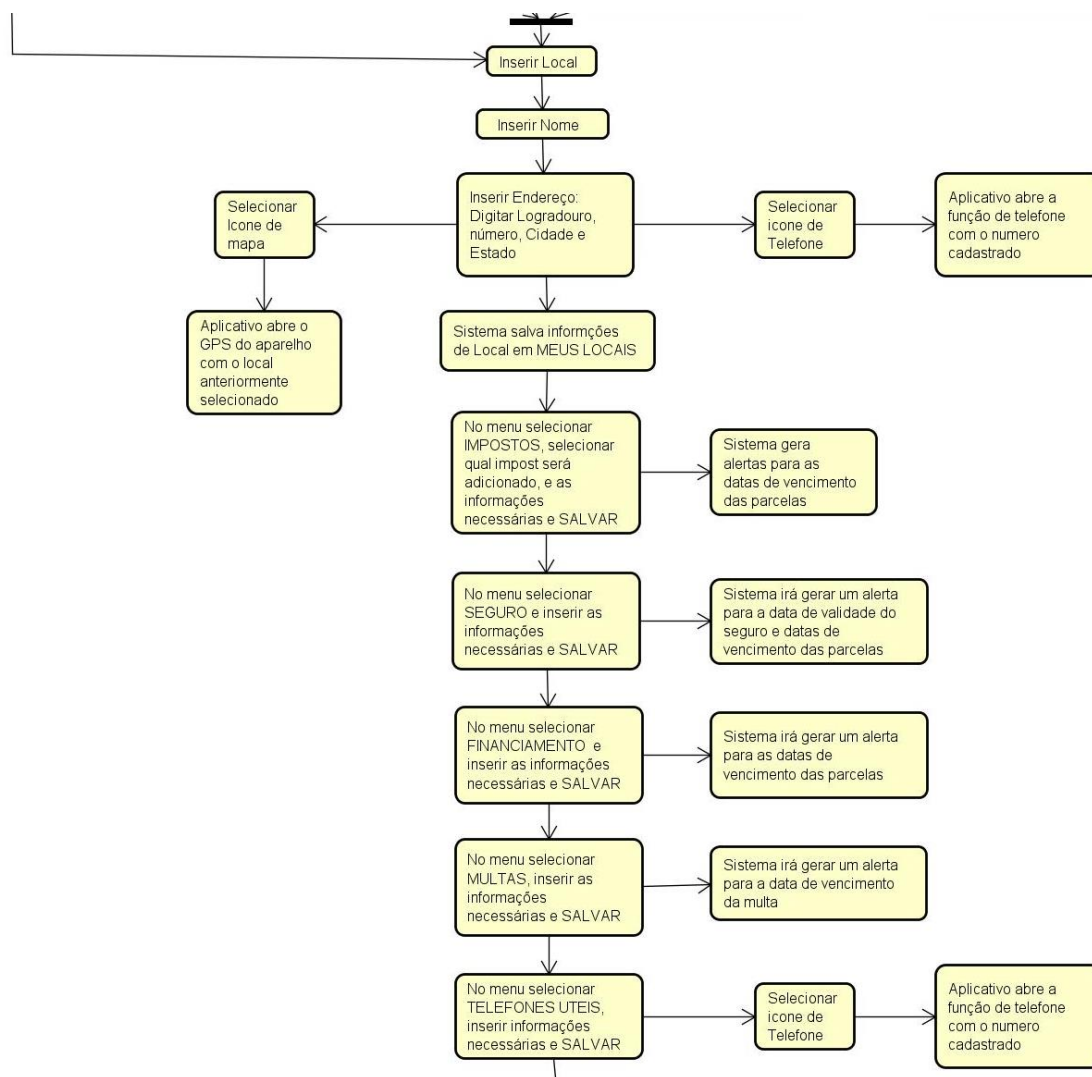 Inserir Local
Inserir Nome
Inserir Endereço:
Digitar Logradouro,
número, Cidade e
Estado
Selecionar
Icone de
mapa
Selecionar
icone de
Telefone
Aplicativo abre a
função de telefone
com o numero
cadastrado
Aplicativo abre o
GPS do aparelho
com o local
anteriormente
selecionado
Sistema salva informções
de Local em MEUS LOCAIS
No menu selecionar
IMPOSTOS, selecionar
qual impost será
adicionado, e as
informações
necessárias e SALVAR
Sistema gera
alertas para as
datas de vencimento
das parcelas
No menu selecionar
SEGURO e inserir as
informações
necessárias e SALVAR
Sistema irá gerar um alerta
para a data de validade do
seguro e datas de
vencimento das parcelas
No menu selecionar
FINANCIAMENTO e
inserir as informações
necessárias e SALVAR
Sistema irá gerar um alerta
para as datas de
vencimento das parcelas
No menu selecionar
MULTAS, inserir as
informações
necessárias e SALVAR
Sistema irá gerar um alerta
para a data de vencimento
da multa
No menu selecionar
TELEFONES UTEIS,
inserir informações
necessárias e SALVAR
Selecionar
icone de
Telefone
Aplicativo abre a
função de telefone
com o numero
cadastrado